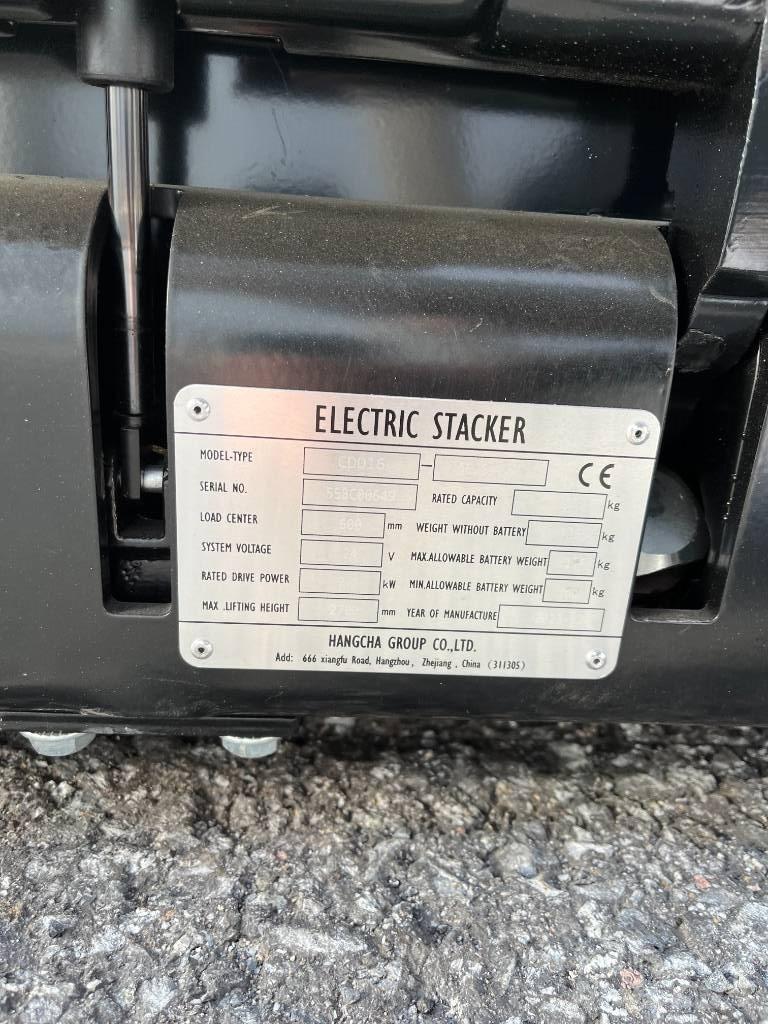 ELECTRIC STACKER
MODEL-TYPE CDD16 -
CE
SERIAL NO. 558C00649 RATED CAPACITY kg
LOAD CENTER 600 mm WEIGHT WITHOUT BATTERY kg
SYSTEM VOLTAGE V MAX.ALLOWABLE BATTERY WEIGHT kg
RATED DRIVE POWER kW MIN.ALLOWABLE BATTERY WEIGHT kg
MAX .LIFTING HEIGHT mm YEAR OF MANUFACTURE
HANGCHA GROUP CO.,LTD.
Add: 666 xiangfu Road, Hangzhou, Zhejiang, China (311305)